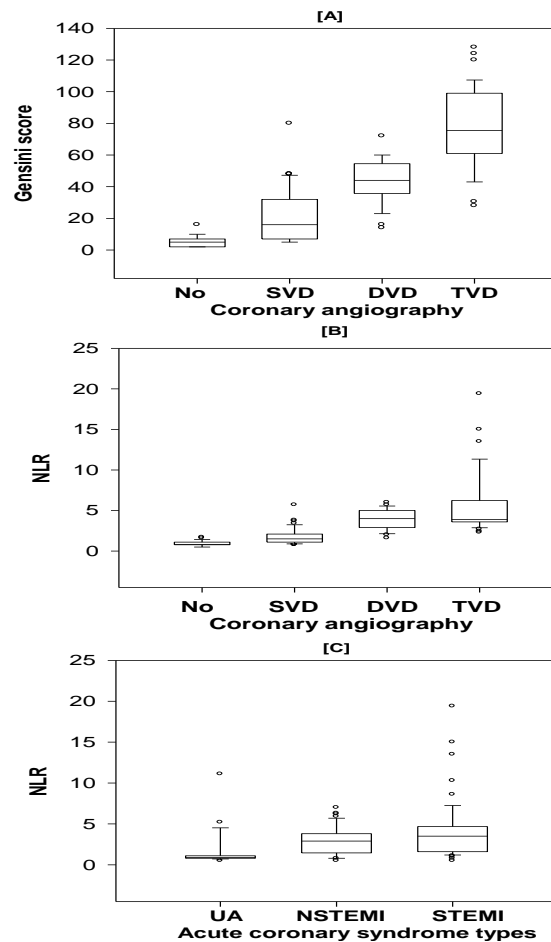 [A]
140
120
100
80
60
40
20
0
Gensini score
No SVD DVD TVD
Coronary angiography
[B]
25
20
15
10
5
0
NLR
No SVD DVD TVD
Coronary angiography
[C]
25
20
15
10
5
0
NLR
UA NSTEMI STEMI
Acute coronary syndrome types